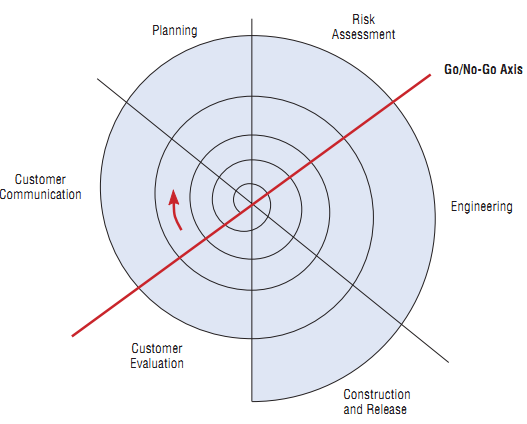 Planning
Risk
Assessment
Go/No-Go Axis
Customer
Communication
Engineering
Customer
Evaluation
Construction
and Release